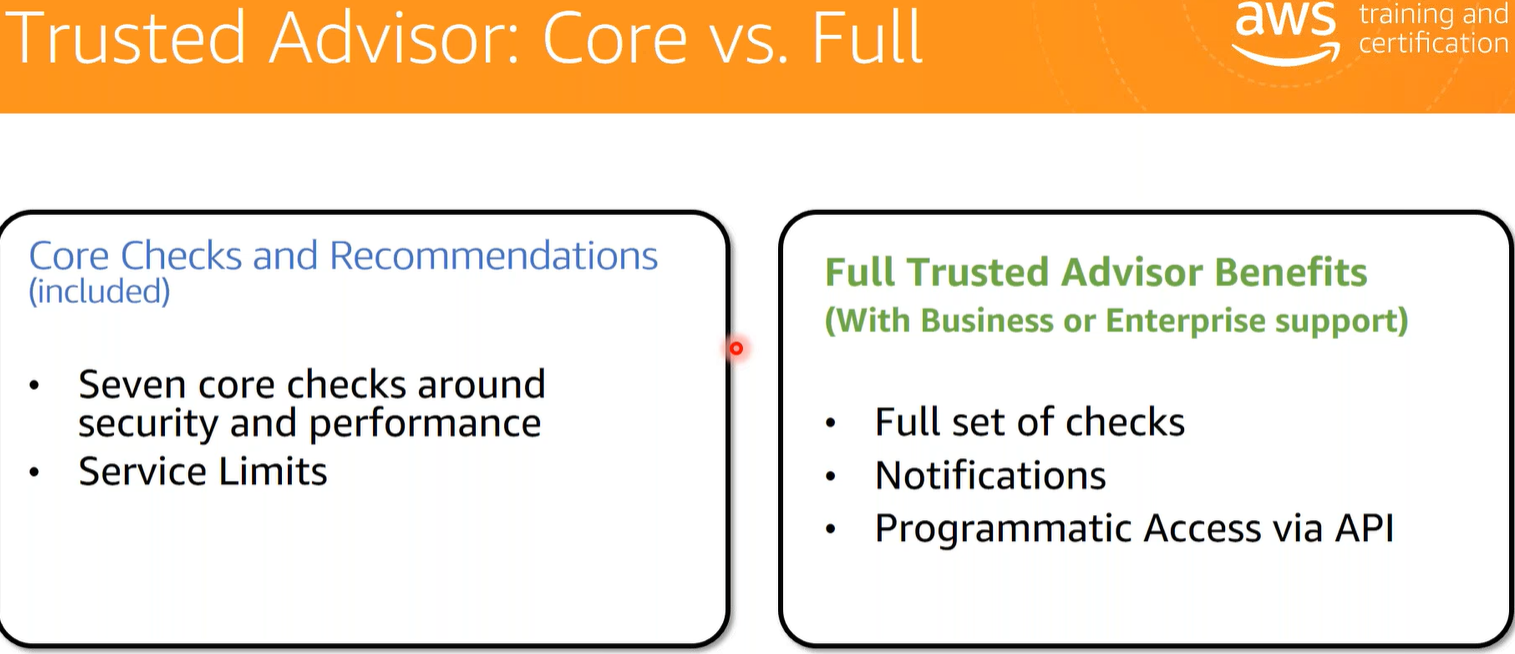 Trusted Advisor: Core vs. Full
aws
training and
certification
Core Checks and Recommendations
(included)
• Seven core checks around
security and performance
• Service Limits
Full Trusted Advisor Benefits
(With Business or Enterprise support)
• Full set of checks
• Notifications
• Programmatic Access via API